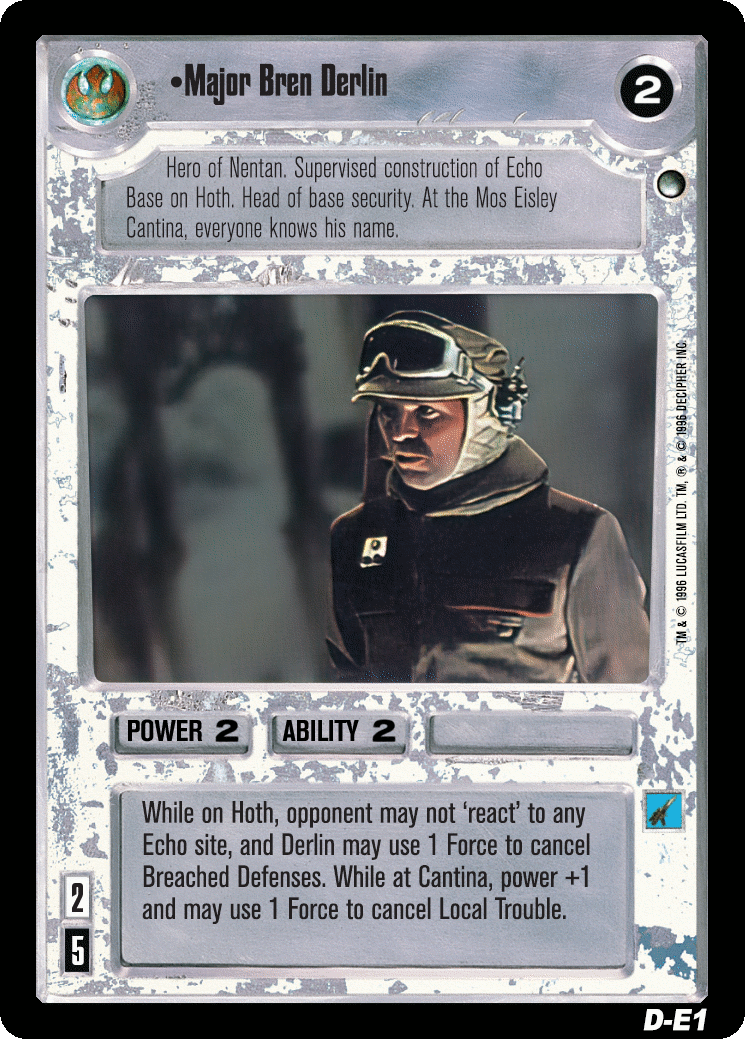 •Major Bren Derlin
2
Hero of Nentan. Supervised construction of Echo
Base on Hoth. Head of base security. At the Mos Eisley
Cantina, everyone knows his name.
TM & © 1996 LUCASFILM LTD. TM, ® & © 1996 DECIPHER INC.
POWER 2
ABILITY 2
While on Hoth, opponent may not ‘react’ to any
Echo site, and Derlin may use 1 Force to cancel
Breached Defenses. While at Cantina, power +1
and may use 1 Force to cancel Local Trouble.
2
5
D-E1